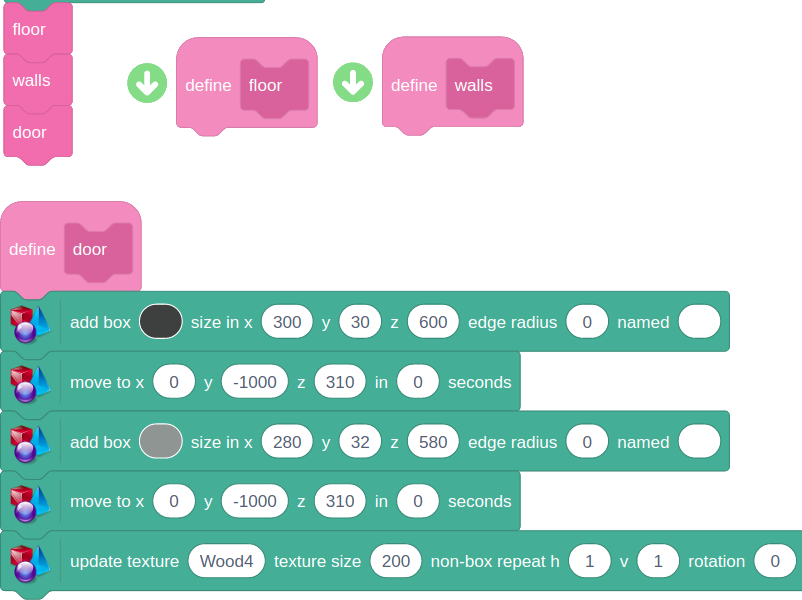 floor
walls
door
define floor
define walls
define door
add box size in x 300 y 30 z 600 edge radius 0 named
move to x 0 y -1000 z 310 in 0 seconds
add box size in x 280 y 32 z 580 edge radius 0 named
move to x 0 y -1000 z 310 in 0 seconds
update texture Wood4 texture size 200 non-box repeat h 1 v 1 rotation 0